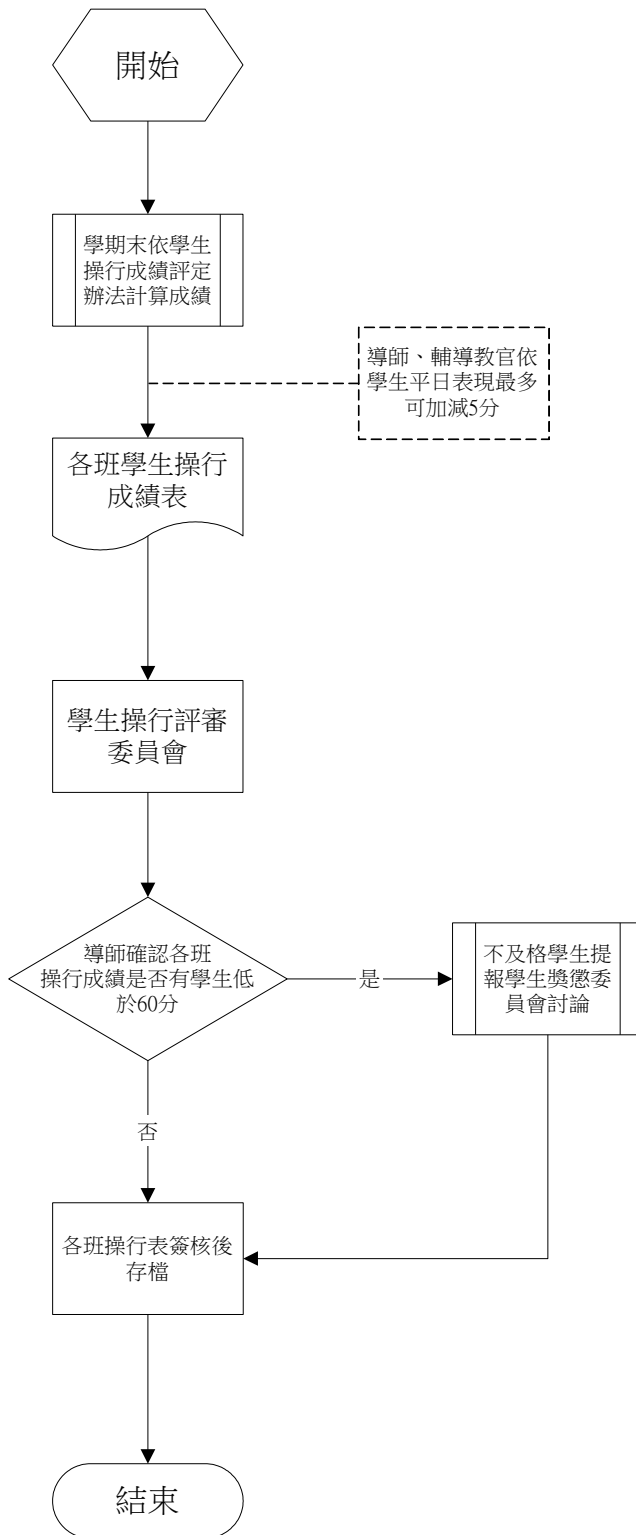 開始
學期末依學生
操行成績評定
辦法計算成績
導師、輔導教官依
學生平日表現最多
可加減5分
各班學生操行
成績表
學生操行評審
委員會
導師確認各班
操行成績是否有學生低
於60分
是
不及格學生提
報學生獎懲委
員會討論
否
各班操行表簽核後
存檔
結束